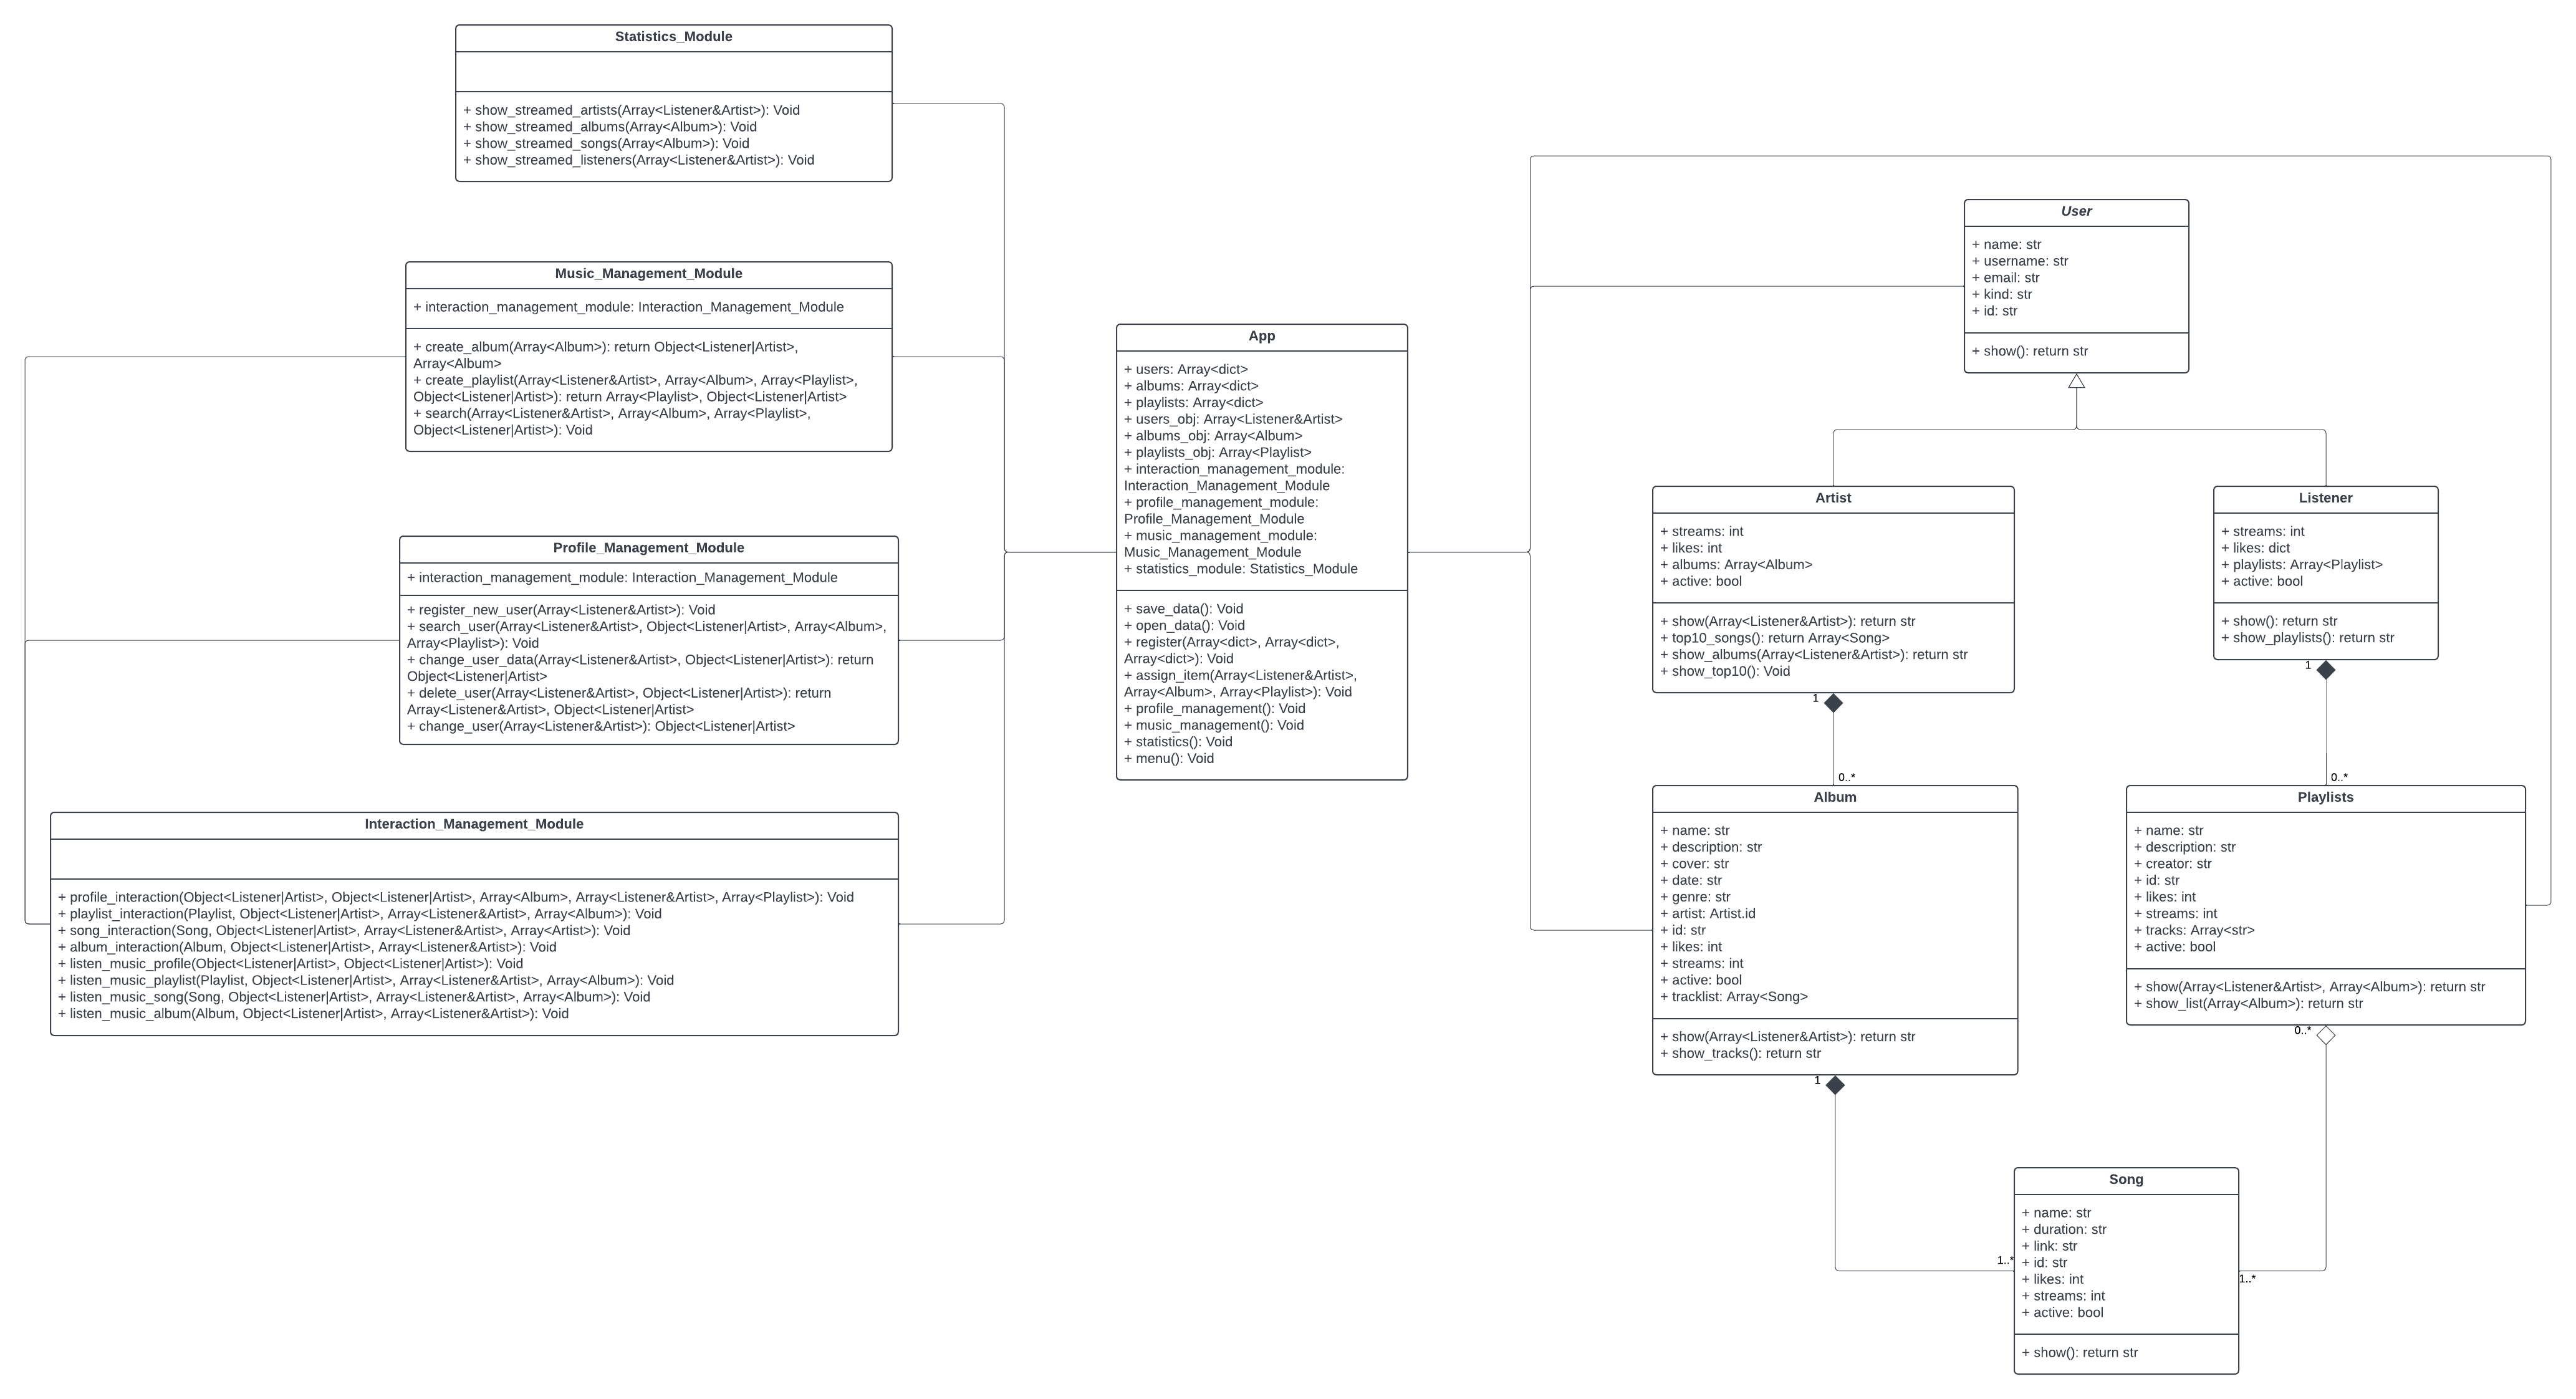 Statistics_Module
+ show_streamed_artists(Array<Listener&Artist>): Void
+ show_streamed_albums(Array<Album>): Void
+ show_streamed_songs(Array<Album>): Void
+ show_streamed_listeners(Array<Listener&Artist>): Void
Music_Management_Module
+ interaction_management_module: Interaction_Management_Module
+ create_album(Array<Album>): return Object<Listener|Artist>,
Array<Album>
+ create_playlist(Array<Listener&Artist>, Array<Album>, Array<Playlist>,
Object<Listener|Artist>): return Array<Playlist>, Object<Listener|Artist>
+ search(Array<Listener&Artist>, Array<Album>, Array<Playlist>,
Object<Listener|Artist>): Void
Profile_Management_Module
+ interaction_management_module: Interaction_Management_Module
+ register_new_user(Array<Listener&Artist>): Void
+ search_user(Array<Listener&Artist>, Object<Listener|Artist>, Array<Album>,
Array<Playlist>): Void
+ change_user_data(Array<Listener&Artist>, Object<Listener|Artist>): return
Object<Listener|Artist>
+ delete_user(Array<Listener&Artist>, Object<Listener|Artist>): return
Array<Listener&Artist>, Object<Listener|Artist>
+ change_user(Array<Listener&Artist>): Object<Listener|Artist>
Interaction_Management_Module
+ profile_interaction(Object<Listener|Artist>, Object<Listener|Artist>, Array<Album>, Array<Listener&Artist>, Array<Playlist>): Void
+ playlist_interaction(Playlist, Object<Listener|Artist>, Array<Listener&Artist>, Array<Album>): Void
+ song_interaction(Song, Object<Listener|Artist>, Array<Listener&Artist>, Array<Artist>): Void
+ album_interaction(Album, Object<Listener|Artist>, Array<Listener&Artist>): Void
+ listen_music_profile(Object<Listener|Artist>, Object<Listener|Artist>): Void
+ listen_music_playlist(Playlist, Object<Listener|Artist>, Array<Listener&Artist>, Array<Album>): Void
+ listen_music_song(Song, Object<Listener|Artist>, Array<Listener&Artist>, Array<Album>): Void
+ listen_music_album(Album, Object<Listener|Artist>, Array<Listener&Artist>): Void
App
+ users: Array<dict>
+ albums: Array<dict>
+ playlists: Array<dict>
+ users_obj: Array<Listener&Artist>
+ albums_obj: Array<Album>
+ playlists_obj: Array<Playlist>
+ interaction_management_module:
Interaction_Management_Module
+ profile_management_module:
Profile_Management_Module
+ music_management_module:
Music_Management_Module
+ statistics_module: Statistics_Module
+ save_data(): Void
+ open_data(): Void
+ register(Array<dict>, Array<dict>,
Array<dict>): Void
+ assign_item(Array<Listener&Artist>,
Array<Album>, Array<Playlist>): Void
+ profile_management(): Void
+ music_management(): Void
+ statistics(): Void
+ menu(): Void
User
+ name: str
+ username: str
+ email: str
+ kind: str
+ id: str
+ show(): return str
Artist
+ streams: int
+ likes: int
+ albums: Array<Album>
+ active: bool
+ show(Array<Listener&Artist>): return str
+ top10_songs(): return Array<Song>
+ show_albums(Array<Listener&Artist>): return str
+ show_top10(): Void
1
0..*
Listener
+ streams: int
+ likes: dict
+ playlists: Array<Playlist>
+ active: bool
+ show(): return str
+ show_playlists(): return str
1
0..*
Album
+ name: str
+ description: str
+ cover: str
+ date: str
+ genre: str
+ artist: Artist.id
+ id: str
+ likes: int
+ streams: int
+ active: bool
+ tracklist: Array<Song>
+ show(Array<Listener&Artist>): return str
+ show_tracks(): return str
1
1..*
Playlists
+ name: str
+ description: str
+ creator: str
+ id: str
+ likes: int
+ streams: int
+ tracks: Array<str>
+ active: bool
+ show(Array<Listener&Artist>, Array<Album>): return str
+ show_list(Array<Album>): return str
0..*
1..*
Song
+ name: str
+ duration: str
+ link: str
+ id: str
+ likes: int
+ streams: int
+ active: bool
+ show(): return str